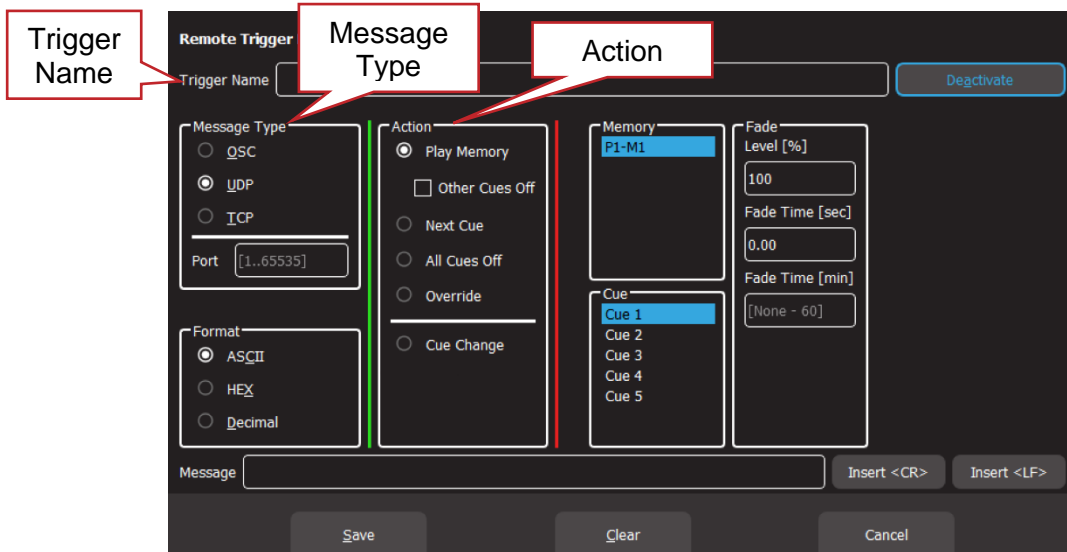 Trigger
Name
Message
Type
Action
Remote Trigger
Trigger Name
Deactivate
Message Type
OSC
UDP
TCP
Port [1..65535]
Format
ASCII
HEX
Decimal
Action
Play Memory
Other Cues Off
Next Cue
All Cues Off
Override
Cue Change
Memory
P1-M1
Cue
Cue 1
Cue 2
Cue 3
Cue 4
Cue 5
Fade
Level [%]
100
Fade Time [sec]
0.00
Fade Time [min]
[None - 60]
Message
Insert <CR>
Insert <LF>
Save
Clear
Cancel